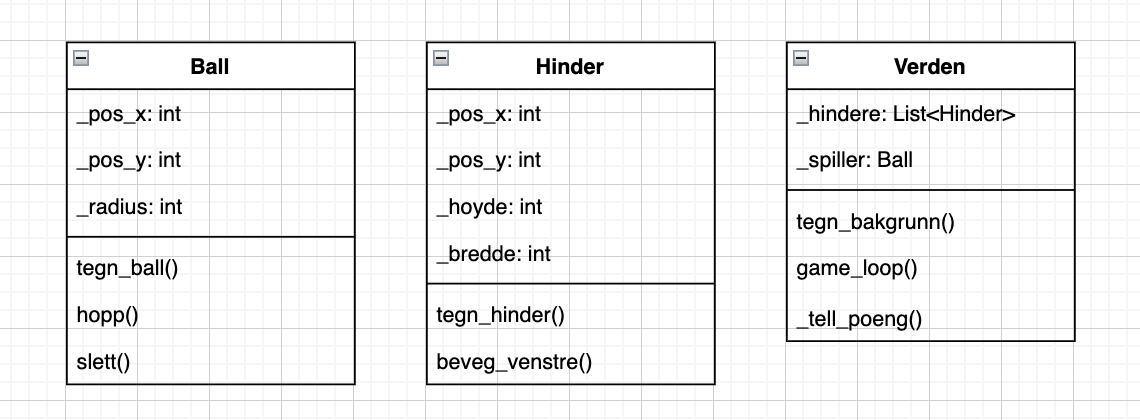 Ball
_pos_x: int
_pos_y: int
_radius: int
tegn_ball()
hopp()
slett()
Hinder
_pos_x: int
_pos_y: int
_hoyde: int
_bredde: int
tegn_hinder()
beveg_venstre()
Verden
_hindere: List<Hinder>
_spiller: Ball
tegn_bakgrunn()
game_loop()
_tell_poeng()